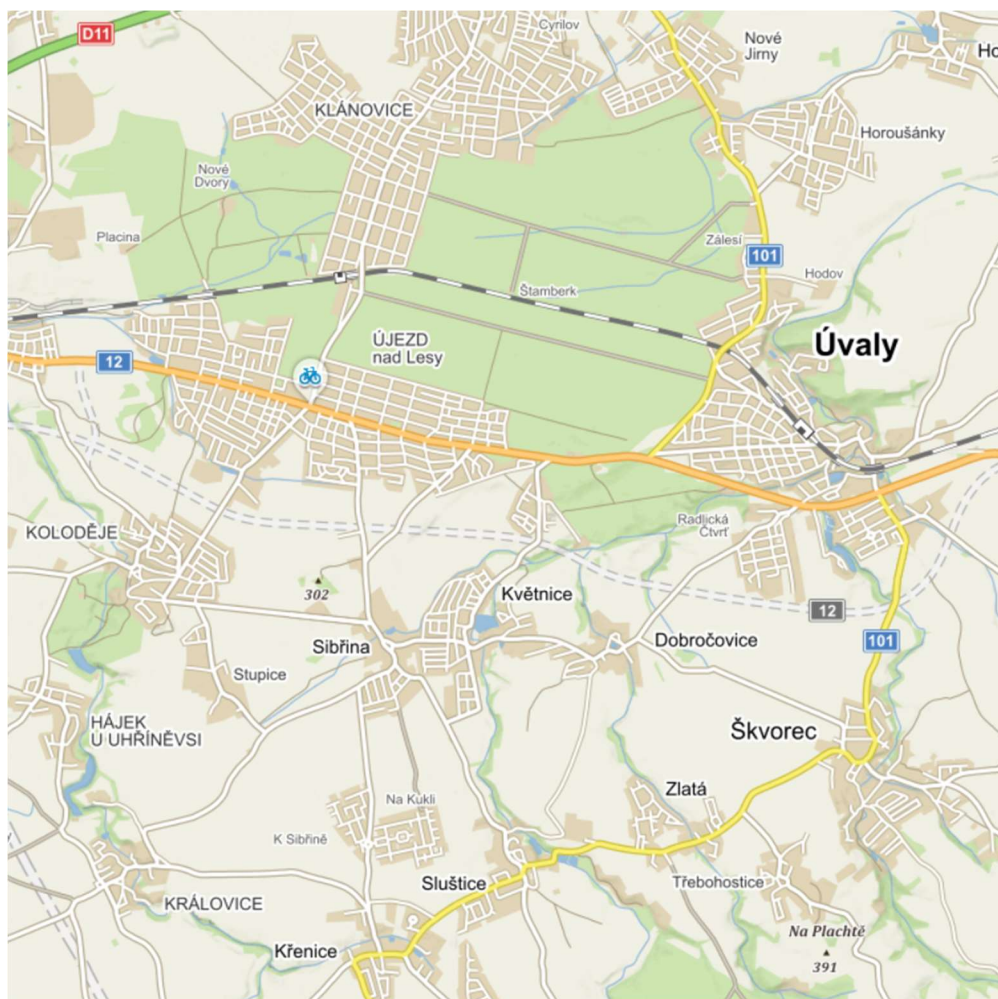 D11
Cyrilov
Nové
Jirny
Ho
KLÁNOVICE
Horoušánky
Nové
Dvory
Placina
Zálesí
101
Hodov
Štamberk
ÚJEZD
nad Lesy
Úvaly
12
KOLODĚJE
Radlická
Čtvrť
302
Květnice
12
Sibřina
Dobročovice
101
Stupice
HÁJEK
U UHŘÍNĚVSI
Škvorec
Zlatá
Na Kukli
K Sibřině
Sluštice
Třebohostice
KRÁLOVICE
Na Plachtě
Křenice
391